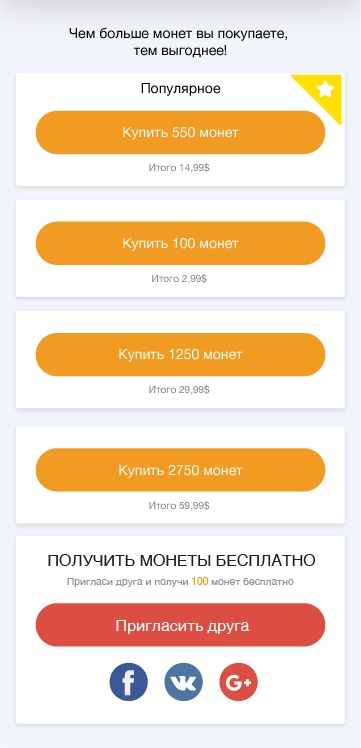 Чем больше монет вы покупаете,
тем выгоднее!
Популярное
Купить 550 монет
Итого 14,99$
Купить 100 монет
Итого 2,99$
Купить 1250 монет
Итого 29,99$
Купить 2750 монет
Итого 59,99$
ПОЛУЧИТЬ МОНЕТЫ БЕСПЛАТНО
Пригласи друга и получи 100 монет бесплатно
Пригласить друга